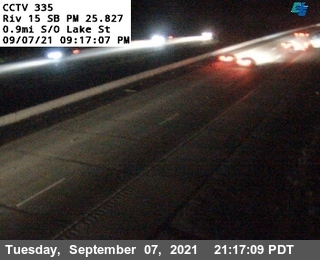 CCTV 335
Riv 15 SB PM 25.827
0.9mi S/O Lake St
09/07/21 09:17:07 PM
Tuesday, September 07, 2021 21:17:09 PDT